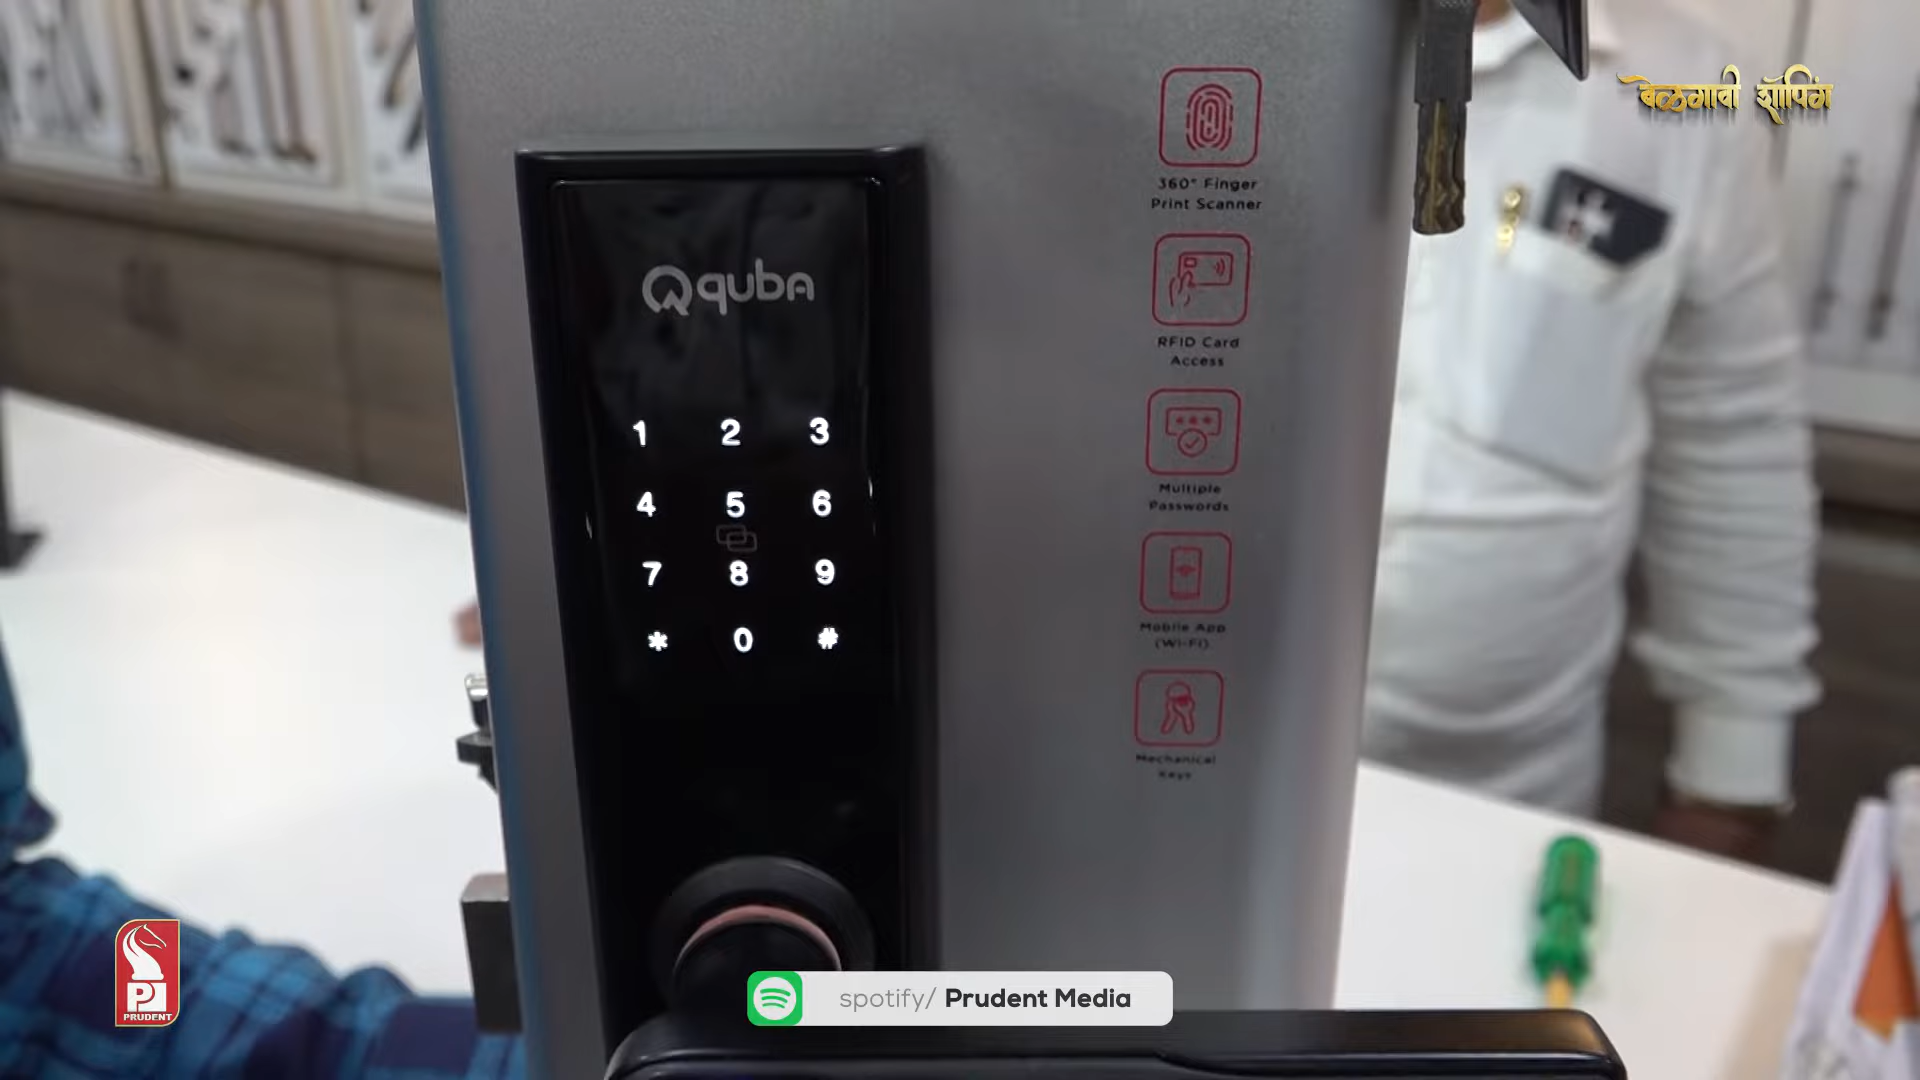 बेळगावी शॉपिंग
360° Finger
Print Scanner
quba
RFID Card
Access
1 2 3
4 5 6
Multiple
Passwords
7 8 9
Mobile App
(Wi-Fi)
* 0 #
Mechanical
Keys
P
PRUDENT
spotify/ Prudent Media